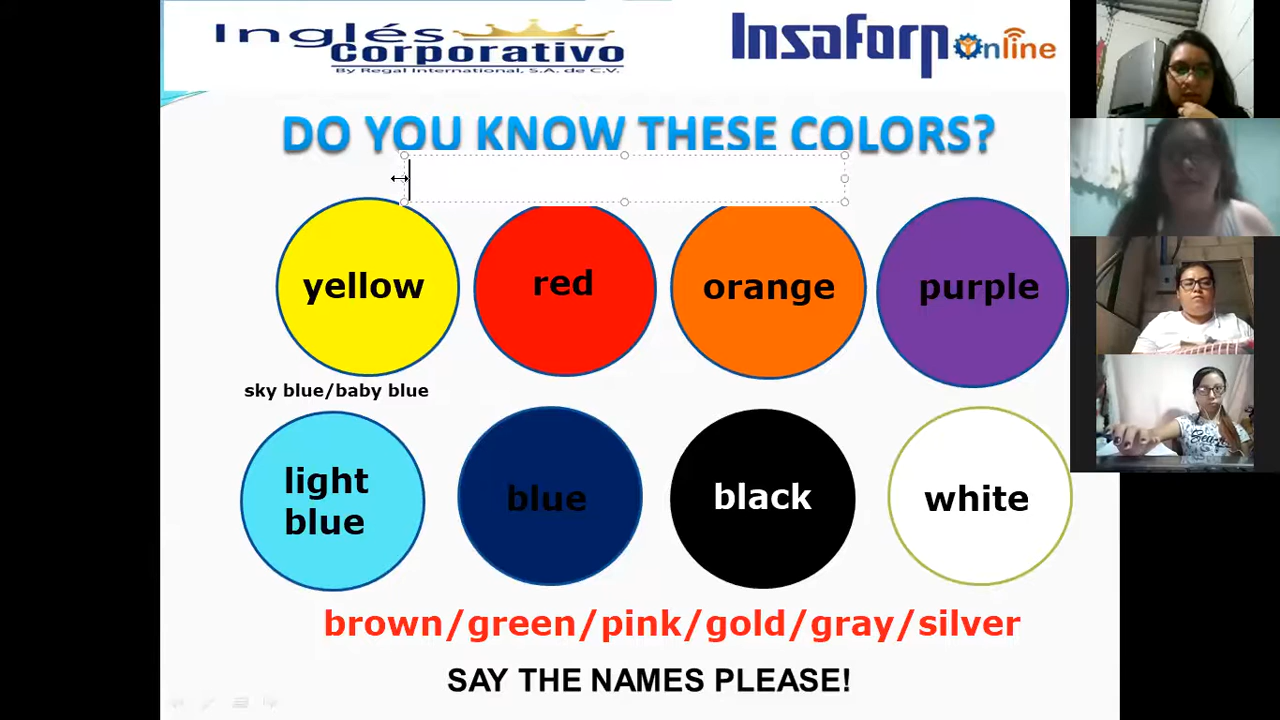 Inglés
Corporativo
By Regal International, S.A. de C.V.
Insaforp Online
DO YOU KNOW THESE COLORS?
yellow
red
orange
purple
sky blue/baby blue
light
blue
blue
black
white
brown/green/pink/gold/gray/silver
SAY THE NAMES PLEASE!